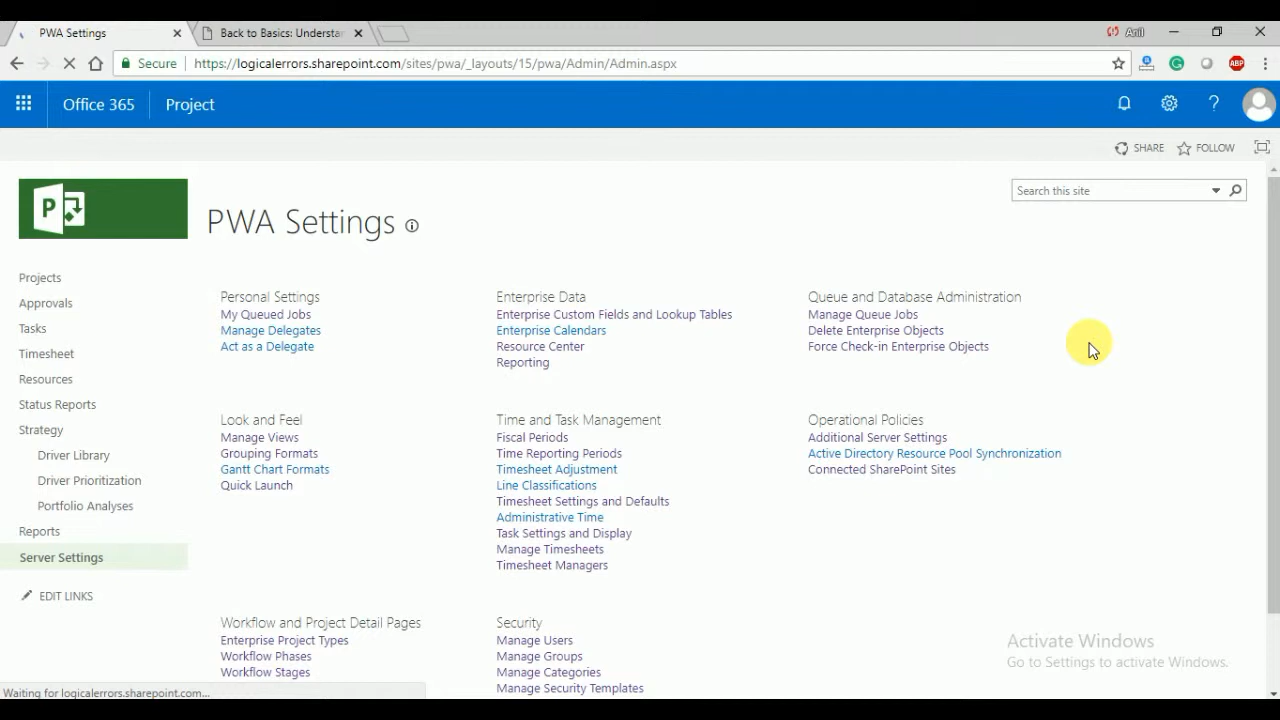 PWA Settings
Back to Basics: Understa
Anil
Secure
https://logicalerrors.sharepoint.com/sites/pwa/_layouts/15/pwa/Admin/Admin.aspx
ABP
Office 365
Project
?
SHARE
FOLLOW
P
PWA Settings
Search this site
Projects
Approvals
Tasks
Timesheet
Resources
Status Reports
Strategy
Driver Library
Driver Prioritization
Portfolio Analyses
Reports
Server Settings
EDIT LINKS
Personal Settings
My Queued Jobs
Manage Delegates
Act as a Delegate
Enterprise Data
Enterprise Custom Fields and Lookup Tables
Enterprise Calendars
Resource Center
Reporting
Queue and Database Administration
Manage Queue Jobs
Delete Enterprise Objects
Force Check-in Enterprise Objects
Look and Feel
Manage Views
Grouping Formats
Gantt Chart Formats
Quick Launch
Time and Task Management
Fiscal Periods
Time Reporting Periods
Timesheet Adjustment
Line Classifications
Timesheet Settings and Defaults
Administrative Time
Task Settings and Display
Manage Timesheets
Timesheet Managers
Operational Policies
Additional Server Settings
Active Directory Resource Pool Synchronization
Connected SharePoint Sites
Workflow and Project Detail Pages
Enterprise Project Types
Workflow Phases
Workflow Stages
Security
Manage Users
Manage Groups
Manage Categories
Manage Security Templates
Activate Windows
Go to Settings to activate Windows.
Waiting for logicalerrors.sharepoint.com...